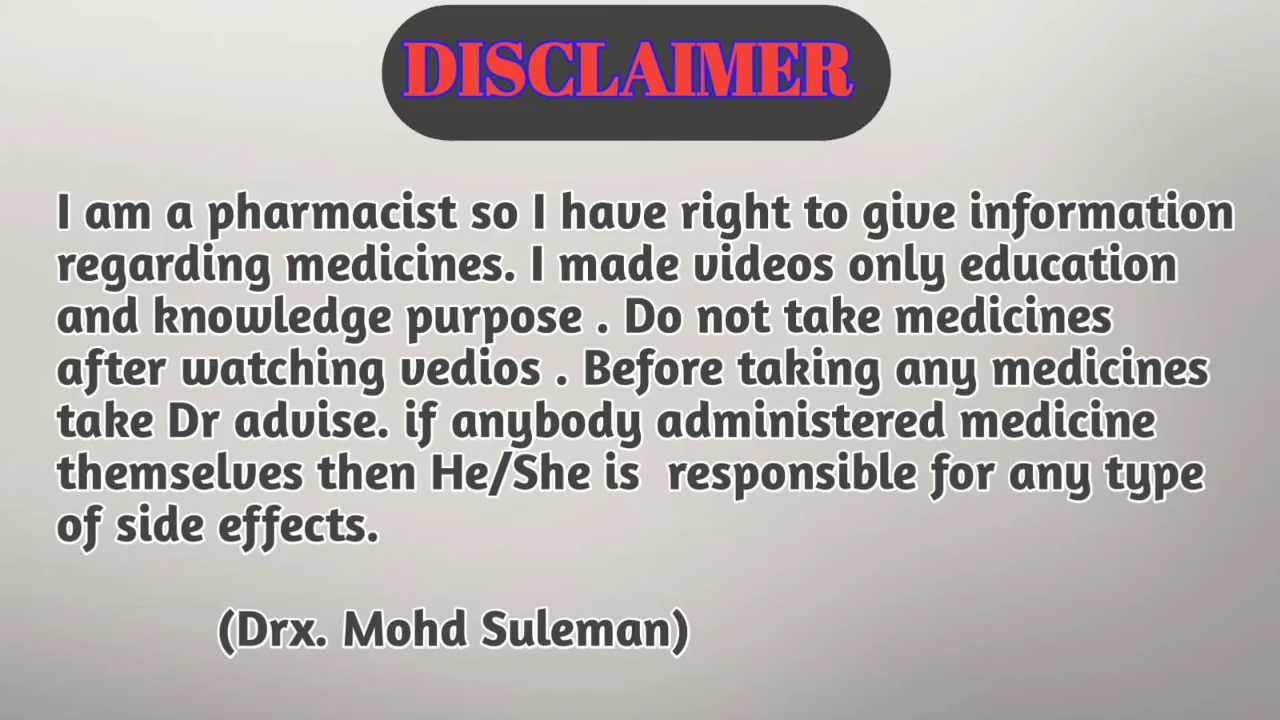 DISCLAIMER
I am a pharmacist so I have right to give information
regarding medicines. I made videos only education
and knowledge purpose . Do not take medicines
after watching vedios . Before taking any medicines
take Dr advise. if anybody administered medicine
themselves then He/She is  responsible for any type
of side effects.
(Drx. Mohd Suleman)